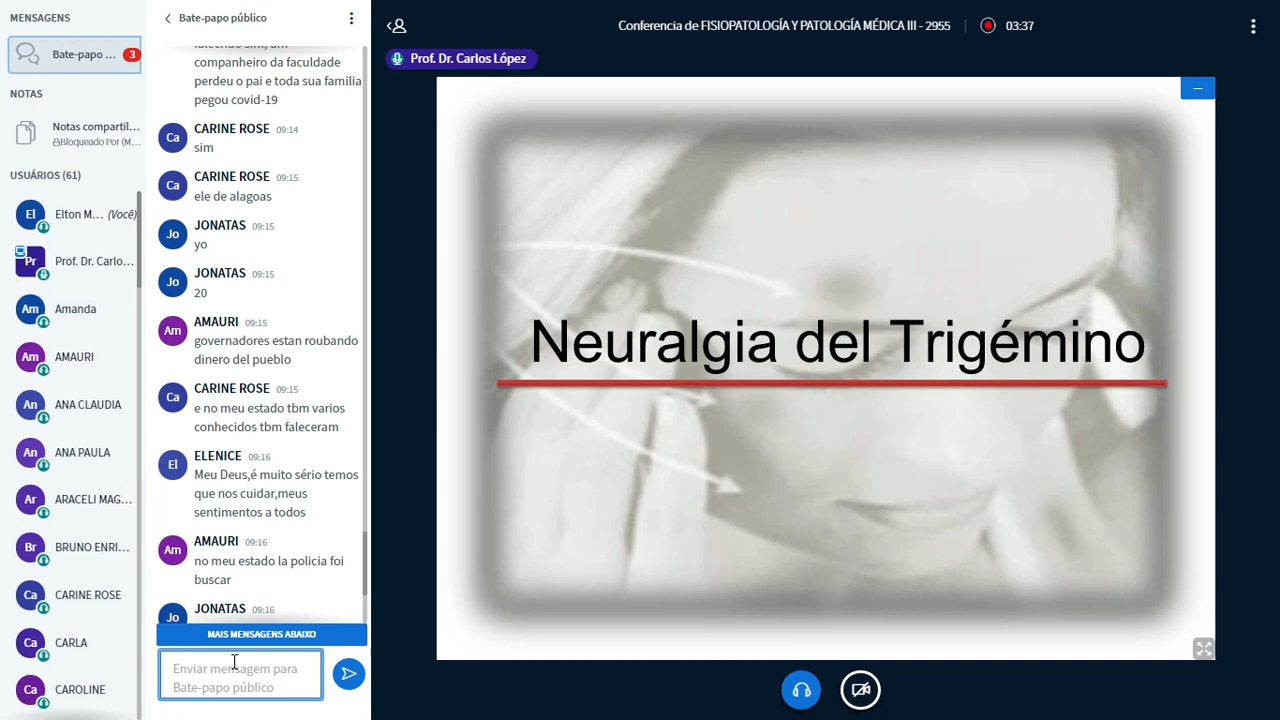 MENSAGENS
Bate-papo ... 3
NOTAS
Notas compartil...
Bloqueado Por (M...
USUÁRIOS (61)
El Elton M... (Você)
Pr Prof. Dr. Carlo...
Am Amanda
Am AMAURI
An ANA CLAUDIA
An ANA PAULA
Ar ARACELI MAG...
Br BRUNO ENRI...
Ca CARINE ROSE
Ca CARLA
Ca CAROLINE
Bate-papo público
companheiro da faculdade
perdeu o pai e toda sua familia
pegou covid-19
Ca CARINE ROSE 09:14
sim
Ca CARINE ROSE 09:15
ele de alagoas
Jo JONATAS 09:15
yo
Jo JONATAS 09:15
20
Am AMAURI 09:15
governadores estan roubando
dinero del pueblo
Ca CARINE ROSE 09:15
e no meu estado tbm varios
conhecidos tbm faleceram
El ELENICE 09:16
Meu Deus,é muito sério temos
que nos cuidar,meus
sentimentos a todos
Am AMAURI 09:16
no meu estado la policia foi
buscar
Jo JONATAS 09:16
MAIS MENSAGENS ABAIXO
Enviar mensagem para
Bate-papo público
Conferencia de FISIOPATOLOGÍA Y PATOLOGÍA MÉDICA III - 2955 03:37
Prof. Dr. Carlos López
Neuralgia del Trigémino